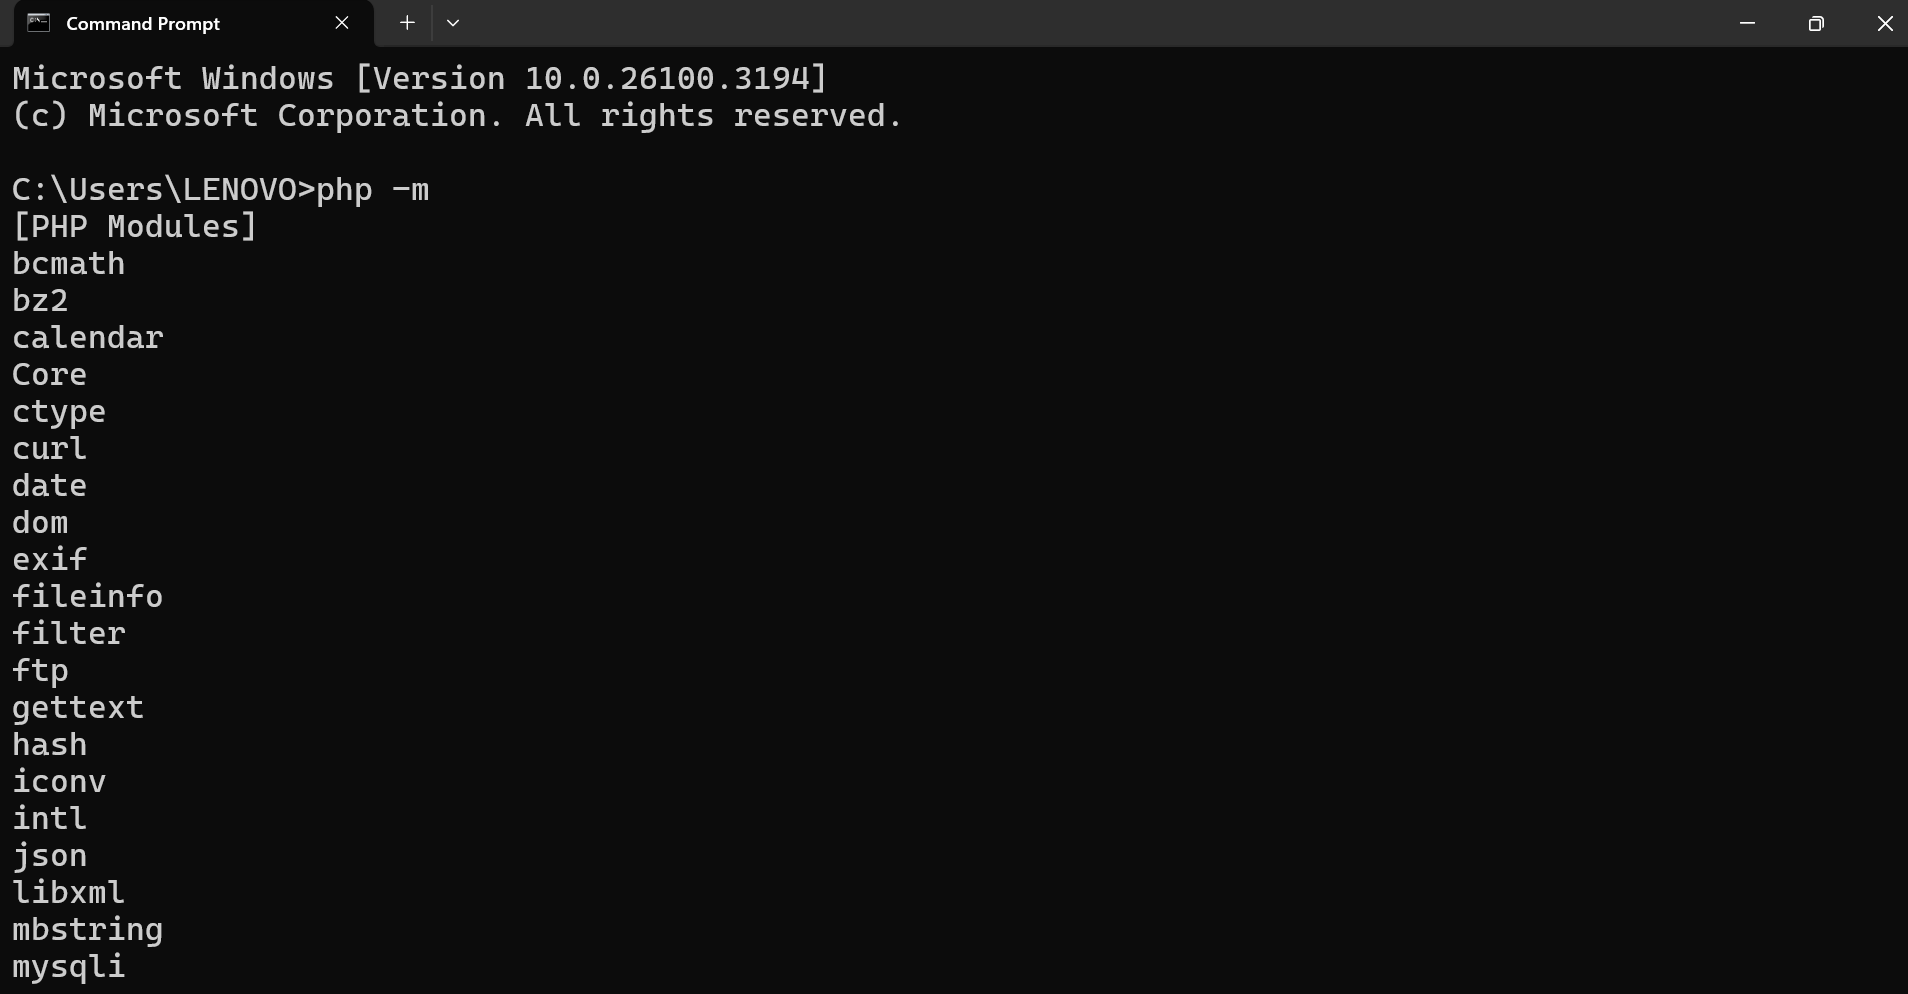 Command Prompt
Microsoft Windows [Version 10.0.26100.3194]
(c) Microsoft Corporation. All rights reserved.
C:\Users\LENOVO>php -m
[PHP Modules]
bcmath
bz2
calendar
Core
ctype
curl
date
dom
exif
fileinfo
filter
ftp
gettext
hash
iconv
intl
json
libxml
mbstring
mysqli